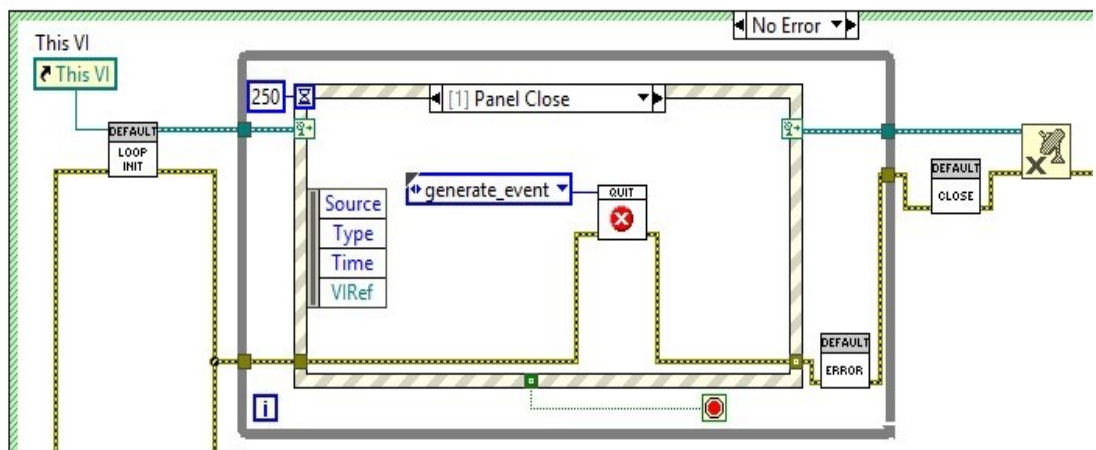 No Error
This VI
This VI
250
[1] Panel Close
DEFAULT
LOOP
INIT
generate_event
QUIT
DEFAULT
CLOSE
Source
Type
Time
VIRef
DEFAULT
ERROR
i